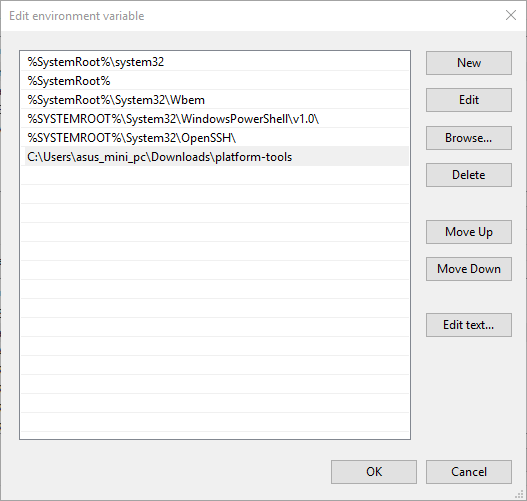 Edit environment variable
%SystemRoot%\system32
%SystemRoot%
%SystemRoot%\System32\Wbem
%SYSTEMROOT%\System32\WindowsPowerShell\v1.0\
%SYSTEMROOT%\System32\OpenSSH\
C:\Users\asus_mini_pc\Downloads\platform-tools
New
Edit
Browse...
Delete
Move Up
Move Down
Edit text...
OK
Cancel